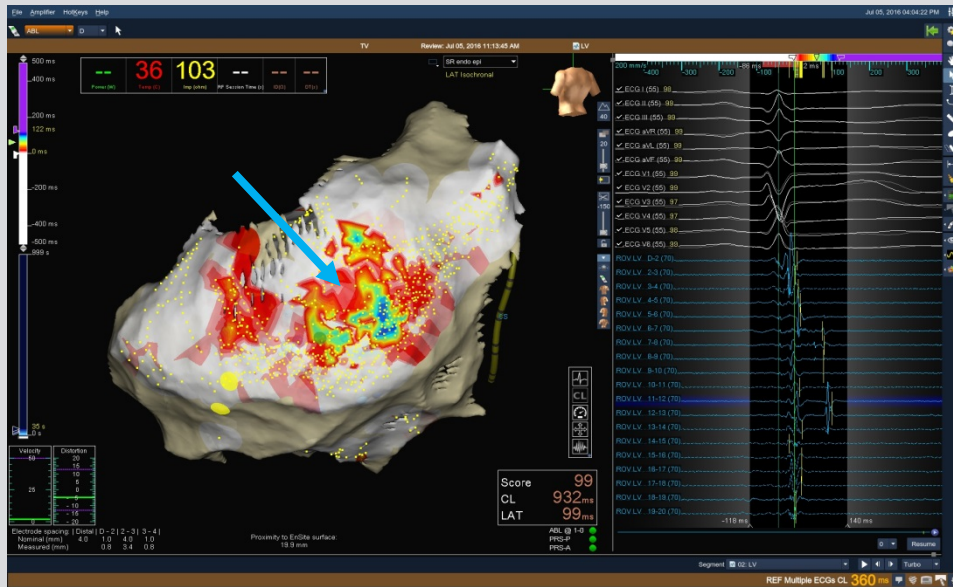 File Amplifier HotKeys Help
Jul 05, 2016 04:04:22 PM
ABL
D
TV
Review: Jul 05, 2016 11:13:45 AM
LV
500 ms
400 ms
200 ms
122 ms
0 ms
-200 ms
-400 ms
-500 ms
999 s
35 s
0 s
--
36
103
--
--
--
Power (W)
Temp (c)
Imp (ohm)
RF Session Time (s)
SR endo epi
LAT Isochronal
40
20
-150
CL
Velocity
50
25
0
Distortion
20
15
10
5
0
-5
-10
-15
-20
Electrode spacing: | Distal | D - 2 | 2 - 3 | 3 - 4 |
Nominal (mm) 4.0 1.0 4.0 1.0
Measured (mm) 0.8 3.4 0.8
Proximity to EnSite surface:
19.9 mm
Score 99
CL 932 ms
LAT 99 ms
ABL @ 1-0
PRS-P
PRS-A
200 mm/s
-400 -300 -200 -100 100 200 300
-86 ms
2 ms
ECG I (55) 98
ECG II (55) 99
ECG III (55) 99
ECG aVR (55) 99
ECG aVL (55) 99
ECG aVF (55) 99
ECG V1 (55) 99
ECG V2 (55) 99
ECG V3 (55) 97
ECG V4 (55) 97
ECG V5 (55) 98
ECG V6 (55) 99
ROV LV D-2 (70)
ROV LV 2-3 (70)
ROV LV 3-4 (70)
ROV LV 4-5 (70)
ROV LV 5-6 (70)
ROV LV 6-7 (70)
ROV LV 7-8 (70)
ROV LV 8-9 (70)
ROV LV 9-10 (70)
ROV LV 10-11 (70)
ROV LV 11-12 (70)
ROV LV 12-13 (70)
ROV LV 13-14 (70)
ROV LV 14-15 (70)
ROV LV 15-16 (70)
ROV LV 16-17 (70)
ROV LV 17-18 (70)
ROV LV 18-19 (70)
ROV LV 19-20 (70)
-118 ms
140 ms
0
Resume
Segment 02: LV
Turbo
REF Multiple ECGs CL 360 ms